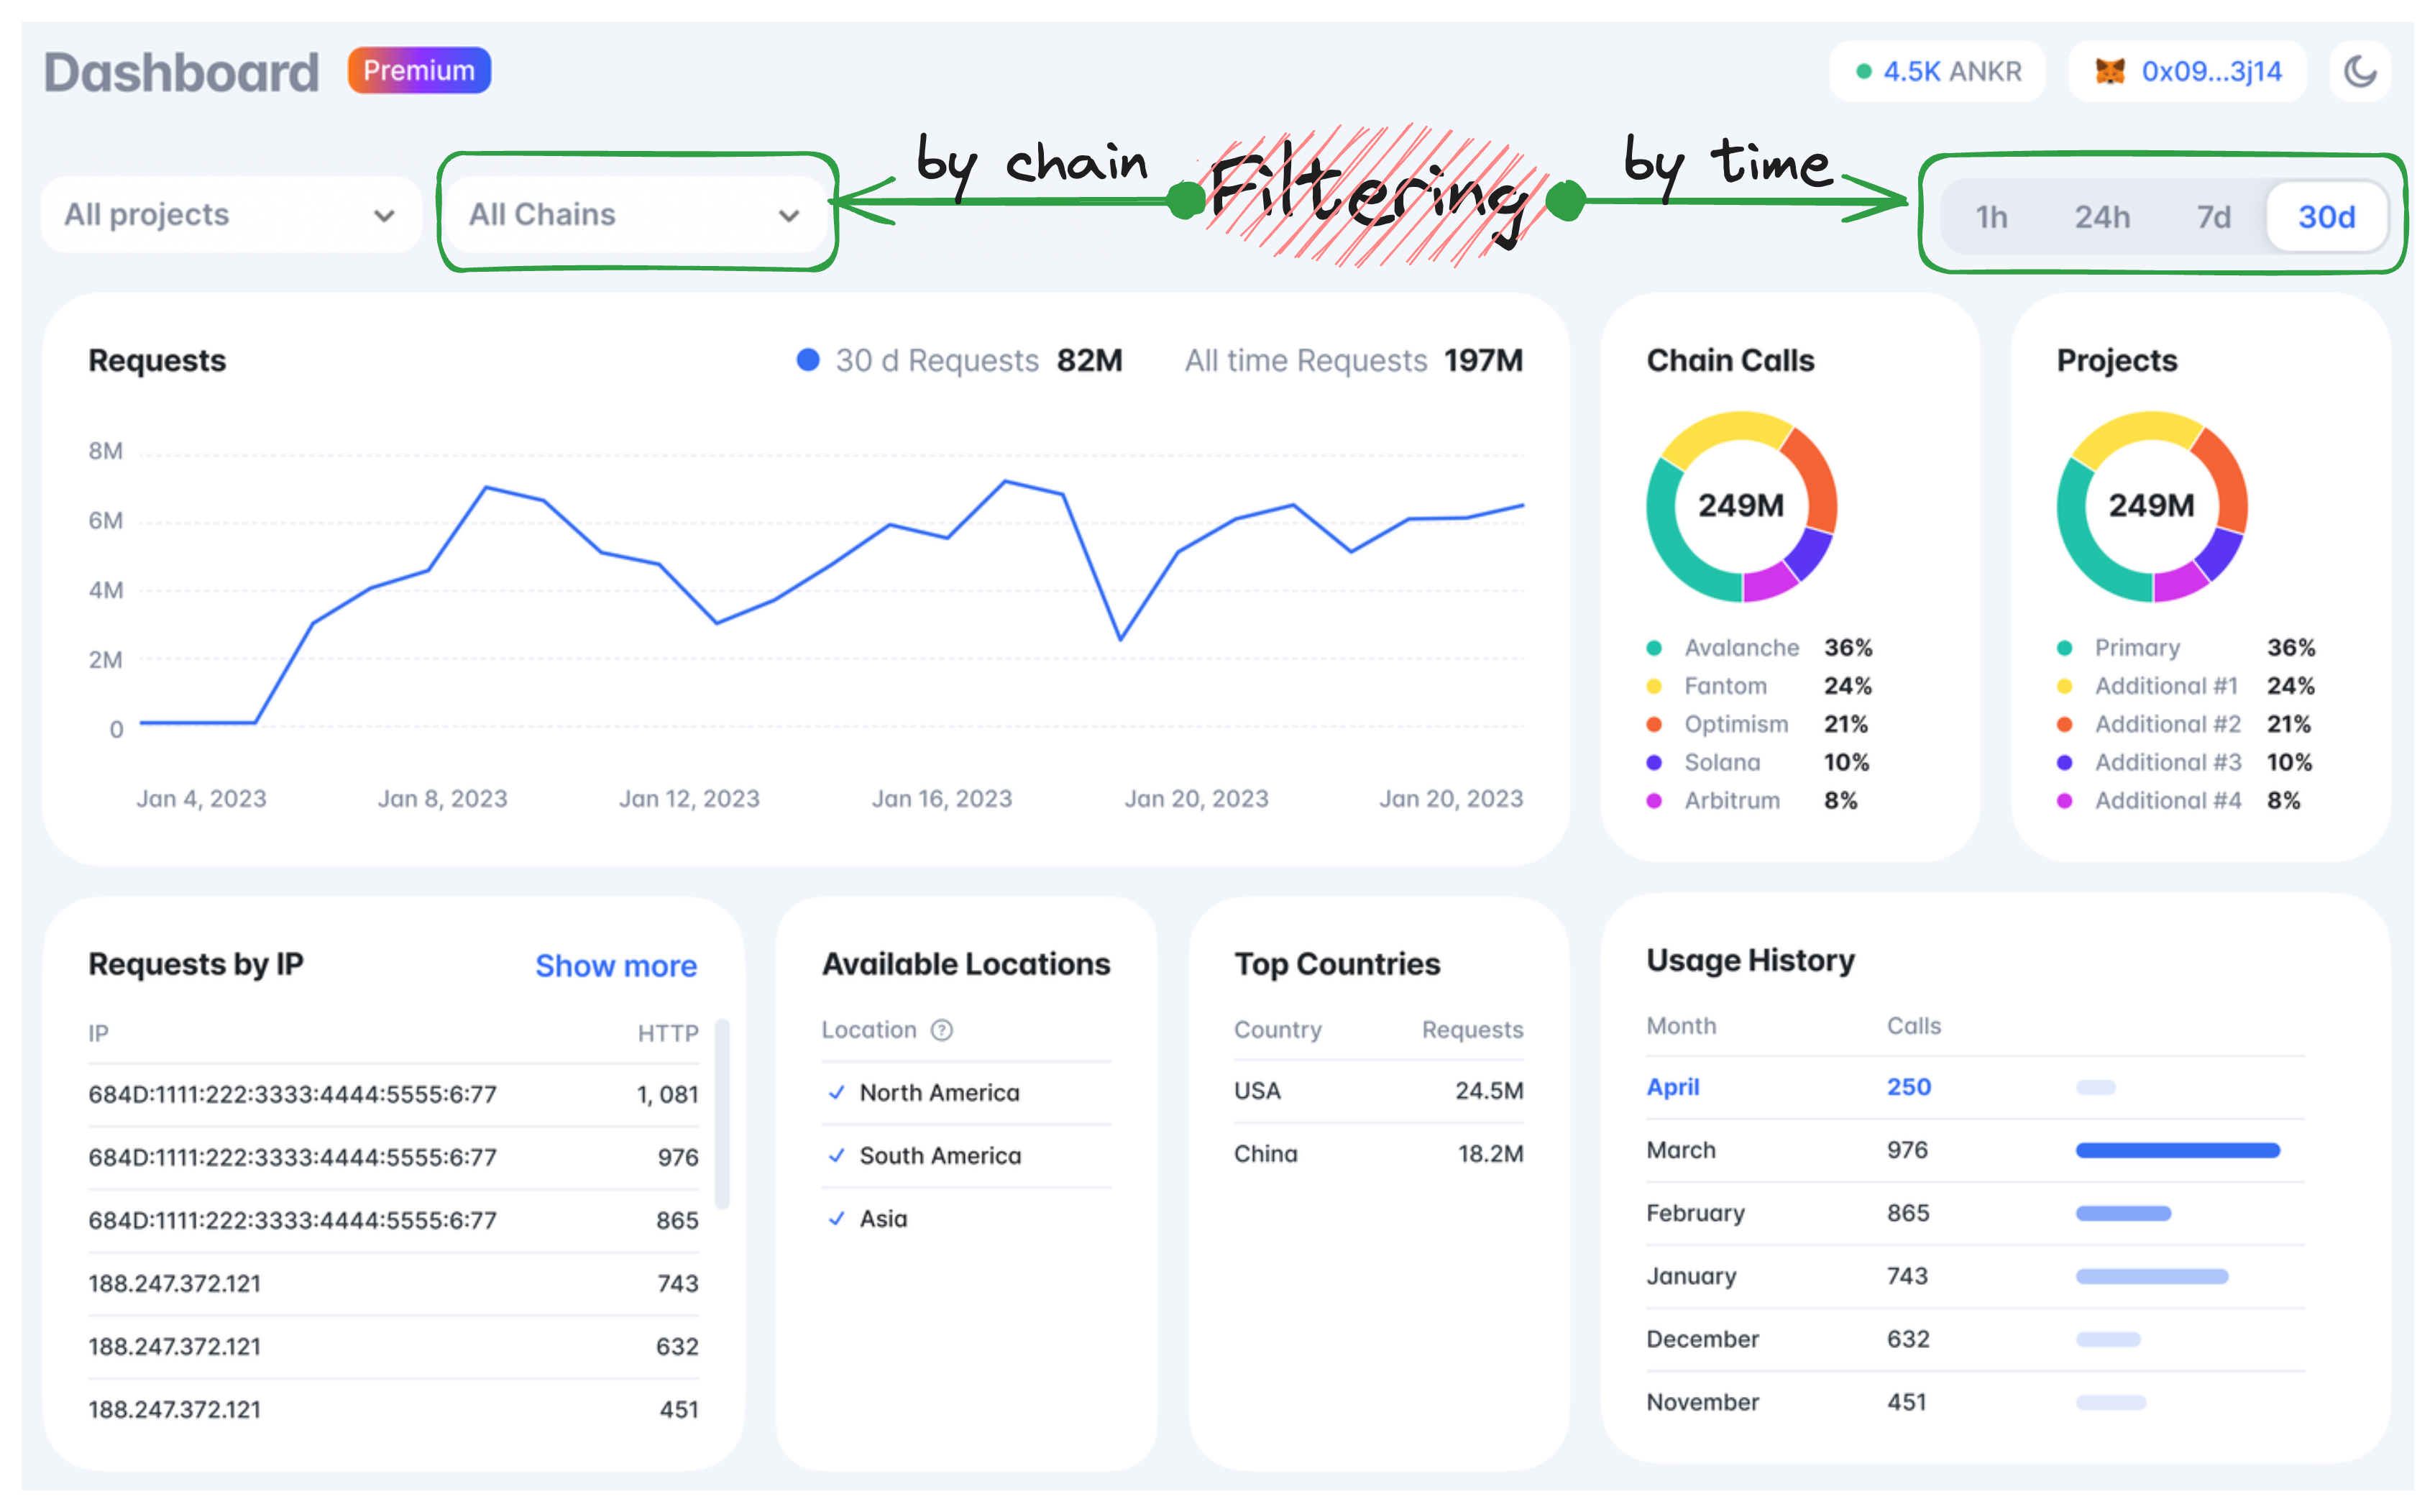 Dashboard Premium 4.5K ANKR 0x09...3j14
by chain Filtering by time
All projects All Chains 1h 24h 7d 30d
Requests 30 d Requests 82M All time Requests 197M
8M
6M
4M
2M
0
Jan 4, 2023 Jan 8, 2023 Jan 12, 2023 Jan 16, 2023 Jan 20, 2023 Jan 20, 2023
Chain Calls
249M
Avalanche 36%
Fantom 24%
Optimism 21%
Solana 10%
Arbitrum 8%
Projects
249M
Primary 36%
Additional #1 24%
Additional #2 21%
Additional #3 10%
Additional #4 8%
Requests by IP Show more
IP HTTP
684D:1111:222:3333:4444:5555:6:77 1, 081
684D:1111:222:3333:4444:5555:6:77 976
684D:1111:222:3333:4444:5555:6:77 865
188.247.372.121 743
188.247.372.121 632
188.247.372.121 451
Available Locations
Location ?
North America
South America
Asia
Top Countries
Country Requests
USA 24.5M
China 18.2M
Usage History
Month Calls
April 250
March 976
February 865
January 743
December 632
November 451